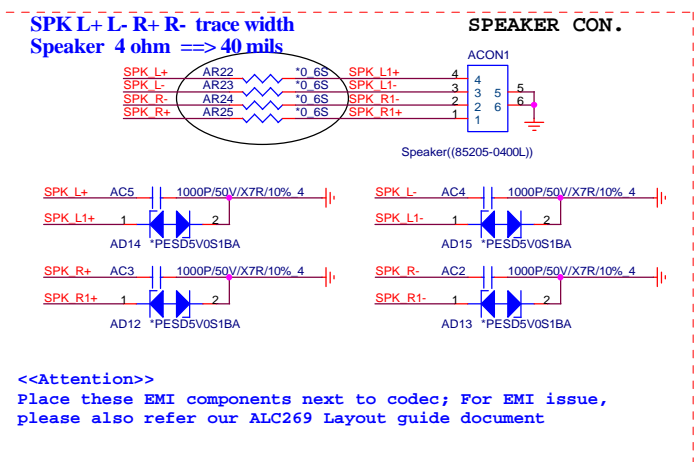 SPK L+ L- R+ R- trace width
Speaker 4 ohm ==> 40 mils
SPEAKER CON.
ACON1
SPK_L+ AR22 *0_6S SPK_L1+ 4 4
SPK_L- AR23 *0_6S SPK_L1- 3 3 5 5
SPK_R- AR24 *0_6S SPK_R1- 2 2 6 6
SPK_R+ AR25 *0_6S SPK_R1+ 1 1
Speaker((85205-0400L))
SPK_L+ AC5 1000P/50V/X7R/10%_4
SPK_L1+ 1 2
AD14 *PESD5V0S1BA
SPK_L- AC4 1000P/50V/X7R/10%_4
SPK_L1- 1 2
AD15 *PESD5V0S1BA
SPK_R+ AC3 1000P/50V/X7R/10%_4
SPK_R1+ 1 2
AD12 *PESD5V0S1BA
SPK_R- AC2 1000P/50V/X7R/10%_4
SPK_R1- 1 2
AD13 *PESD5V0S1BA
<<Attention>>
Place these EMI components next to codec; For EMI issue,
please also refer our ALC269 Layout guide document